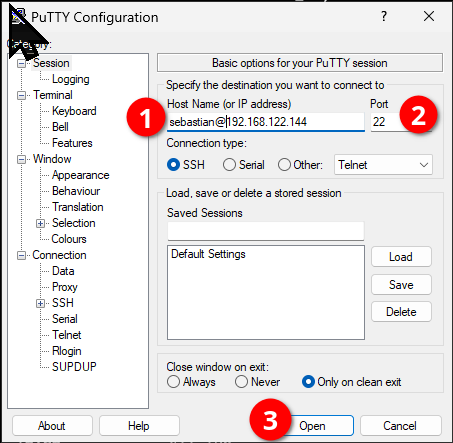 PuTTY Configuration
Category:
Session
Logging
Terminal
Keyboard
Bell
Features
Window
Appearance
Behaviour
Translation
Selection
Colours
Connection
Data
Proxy
SSH
Serial
Telnet
Rlogin
SUPDUP
Basic options for your PuTTY session
Specify the destination you want to connect to
Host Name (or IP address) Port
1 sebastian@192.168.122.144 22 2
Connection type:
SSH Serial Other: Telnet
Load, save or delete a stored session
Saved Sessions
Default Settings
Load
Save
Delete
Close window on exit:
Always Never Only on clean exit
About Help 3 Open Cancel